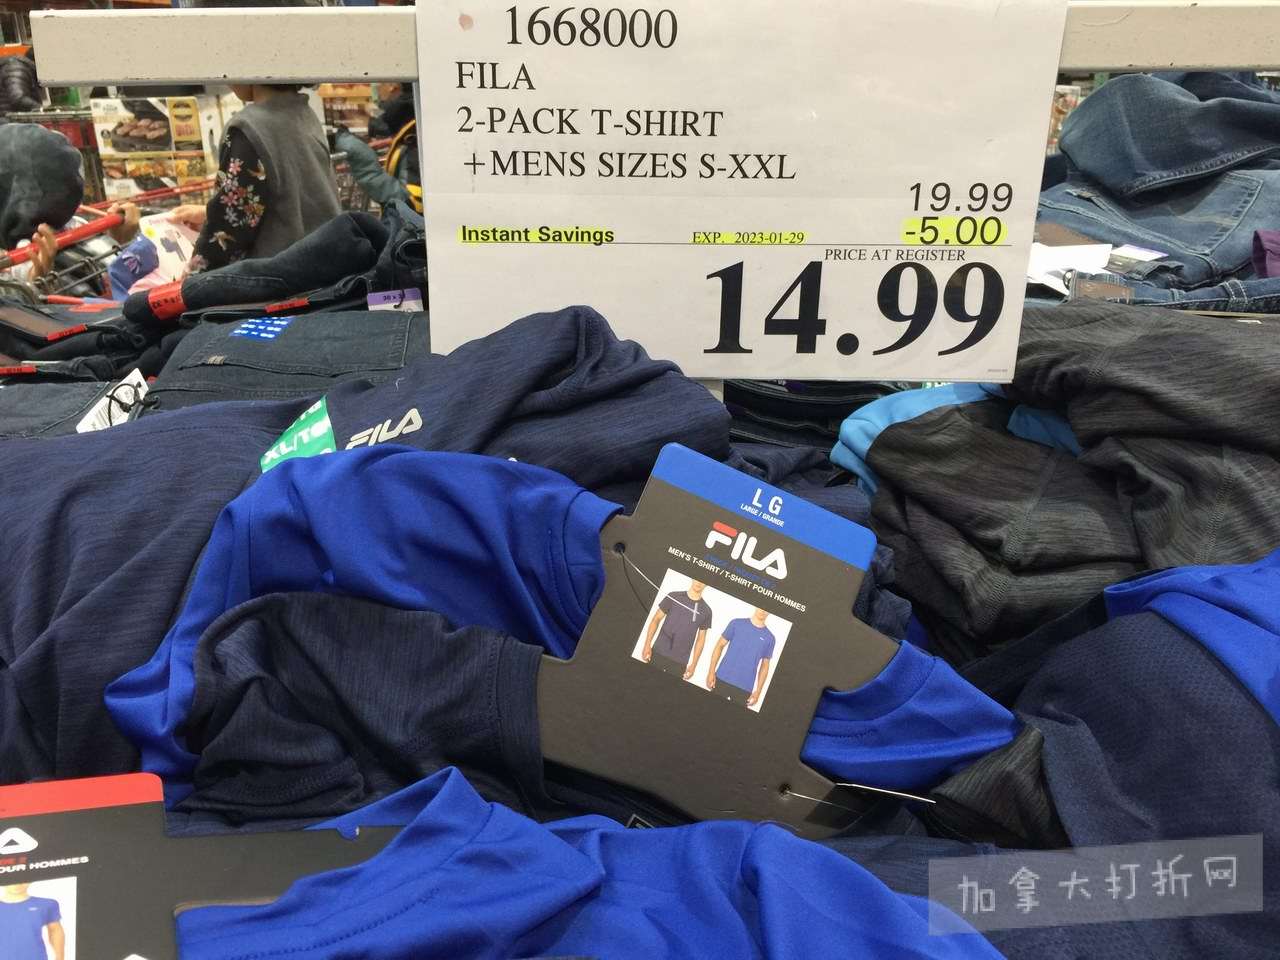 1668000
FILA
2-PACK T-SHIRT
+MENS SIZES S-XXL
19.99
Instant Savings EXP. 2023-01-29 -5.00
PRICE AT REGISTER
14.99
FILA
XL/TG
LG
LARGE / GRANDE
FILA
MEN'S T-SHIRT / T-SHIRT POUR HOMMES
POUR HOMMES
加拿大打折网